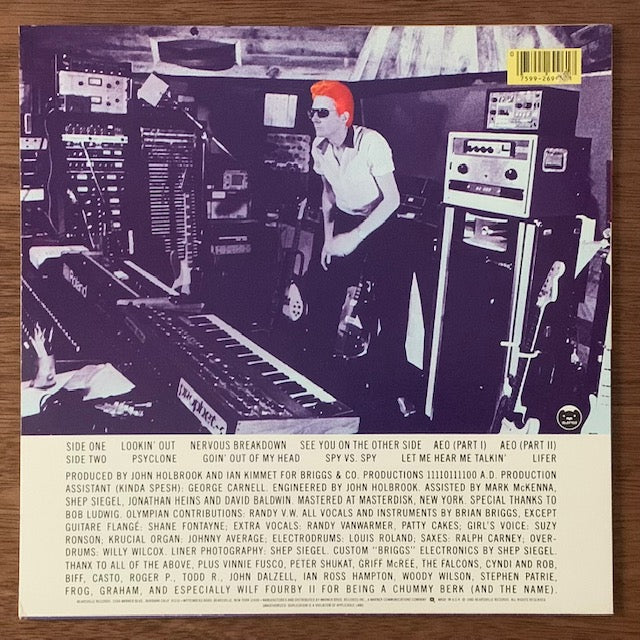 Roland
prophet-5
SIDE ONE LOOKIN' OUT NERVOUS BREAKDOWN SEE YOU ON THE OTHER SIDE AEO (PART I) AEO (PART II)
SIDE TWO PSYCLONE GOIN' OUT OF MY HEAD SPY VS. SPY LET ME HEAR ME TALKIN' LIFER
PRODUCED BY JOHN HOLBROOK AND IAN KIMMET FOR BRIGGS & CO. PRODUCTIONS 11110111100 A.D. PRODUCTION
ASSISTANT (KINDA SPESH): GEORGE CARNELL. ENGINEERED BY JOHN HOLBROOK. ASSISTED BY MARK McKENNA,
SHEP SIEGEL, JONATHAN HEINS AND DAVID BALDWIN. MASTERED AT MASTERDISK, NEW YORK. SPECIAL THANKS TO
BOB LUDWIG. OLYMPIAN CONTRIBUTIONS: RANDY V.W. ALL VOCALS AND INSTRUMENTS BY BRIAN BRIGGS, EXCEPT
GUITARE FLANGÉ: SHANE FONTAYNE; EXTRA VOCALS: RANDY VANWARMER, PATTY CAKES; GIRL'S VOICE: SUZY
RONSON; KRUCIAL ORGAN: JOHNNY AVERAGE; ELECTRODRUMS: LOUIS ROLAND; SAXES: RALPH CARNEY; OVER-
DRUMS: WILLY WILCOX. LINER PHOTOGRAPHY: SHEP SIEGEL. CUSTOM "BRIGGS" ELECTRONICS BY SHEP SIEGEL.
THANX TO ALL OF THE ABOVE, PLUS VINNIE FUSCO, PETER SHUKAT, GRIFF McREE, THE FALCONS, CYNDI AND ROB,
BIFF, CASTO, ROGER P., TODD R., JOHN DALZELL, IAN ROSS HAMPTON, WOODY WILSON, STEPHEN PATRIE,
FROG, GRAHAM, AND ESPECIALLY WILF FOURBY II FOR BEING A CHUMMY BERK (AND THE NAME).